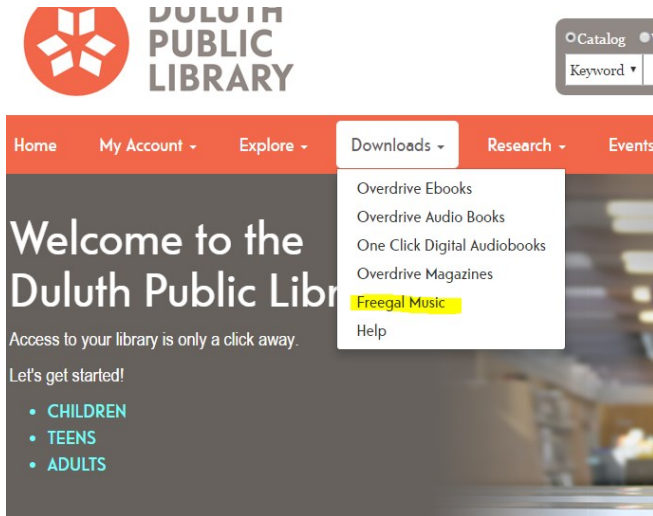 DULUTH
PUBLIC
LIBRARY
Catalog
Keyword
Home My Account Explore Downloads Research Events
Overdrive Ebooks
Overdrive Audio Books
One Click Digital Audiobooks
Overdrive Magazines
Freegal Music
Help
Welcome to the
Duluth Public Libr
Access to your library is only a click away.
Let's get started!
• CHILDREN
• TEENS
• ADULTS